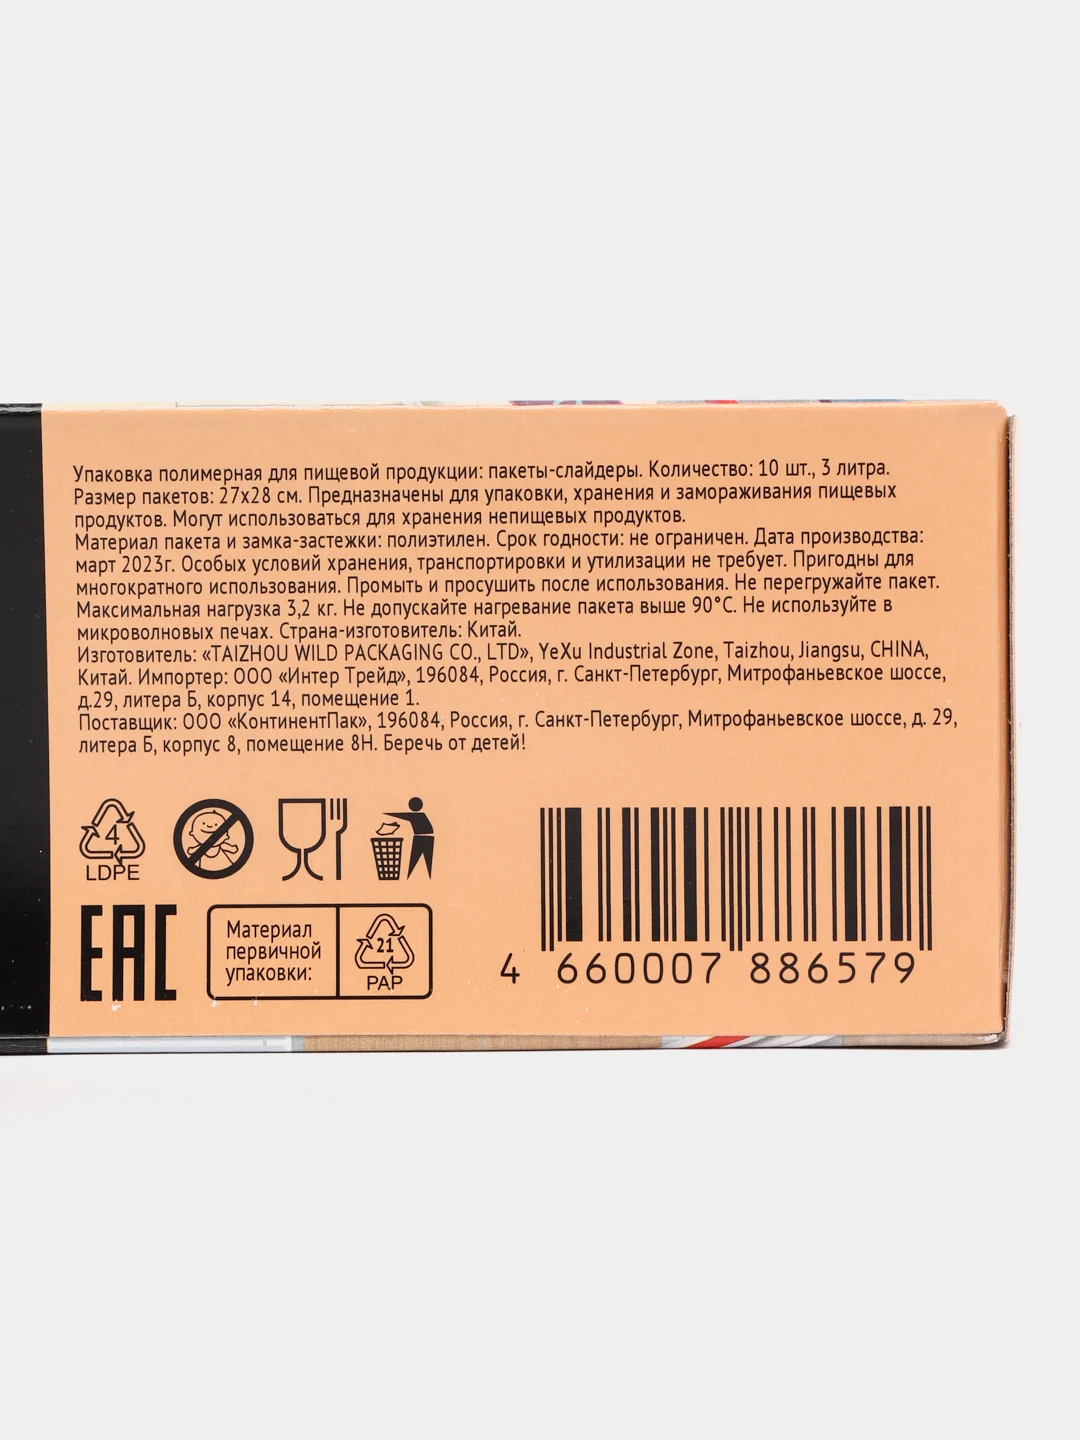 Упаковка полимерная для пищевой продукции: пакеты-слайдеры. Количество: 10 шт., 3 литра.
Размер пакетов: 27х28 см. Предназначены для упаковки, хранения и замораживания пищевых
продуктов. Могут использоваться для хранения непищевых продуктов.
Материал пакета и замка-застежки: полиэтилен. Срок годности: не ограничен. Дата производства:
март 2023г. Особых условий хранения, транспортировки и утилизации не требует. Пригодны для
многократного использования. Промыть и просушить после использования. Не перегружайте пакет.
Максимальная нагрузка 3,2 кг. Не допускайте нагревание пакета выше 90°С. Не используйте в
микроволновых печах. Страна-изготовитель: Китай.
Изготовитель: «TAIZHOU WILD PACKAGING CO., LTD», YeXu Industrial Zone, Taizhou, Jiangsu, CHINA,
Китай. Импортер: ООО «Интер Трейд», 196084, Россия, г. Санкт-Петербург, Митрофаньевское шоссе,
д.29, литера Б, корпус 14, помещение 1.
Поставщик: ООО «КонтинентПак», 196084, Россия, г. Санкт-Петербург, Митрофаньевское шоссе, д. 29,
литера Б, корпус 8, помещение 8Н. Беречь от детей!
4
LDPE
EAC
Материал
первичной
упаковки:
21
PAP
4 660007 886579